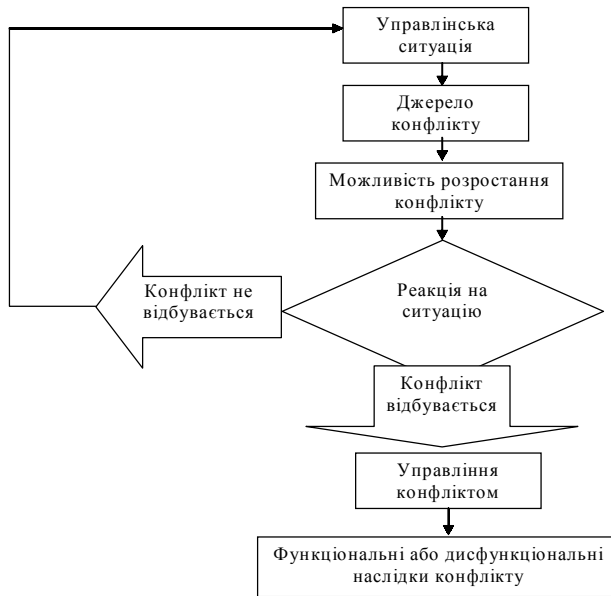 Управлінська
ситуація
Джерело
конфлікту
Можливість розростання
конфлікту
Реакція на
ситуацію
Конфлікт не
відбувається
Конфлікт
відбувається
Управління
конфліктом
Функціональні або дисфункціональні
наслідки конфлікту